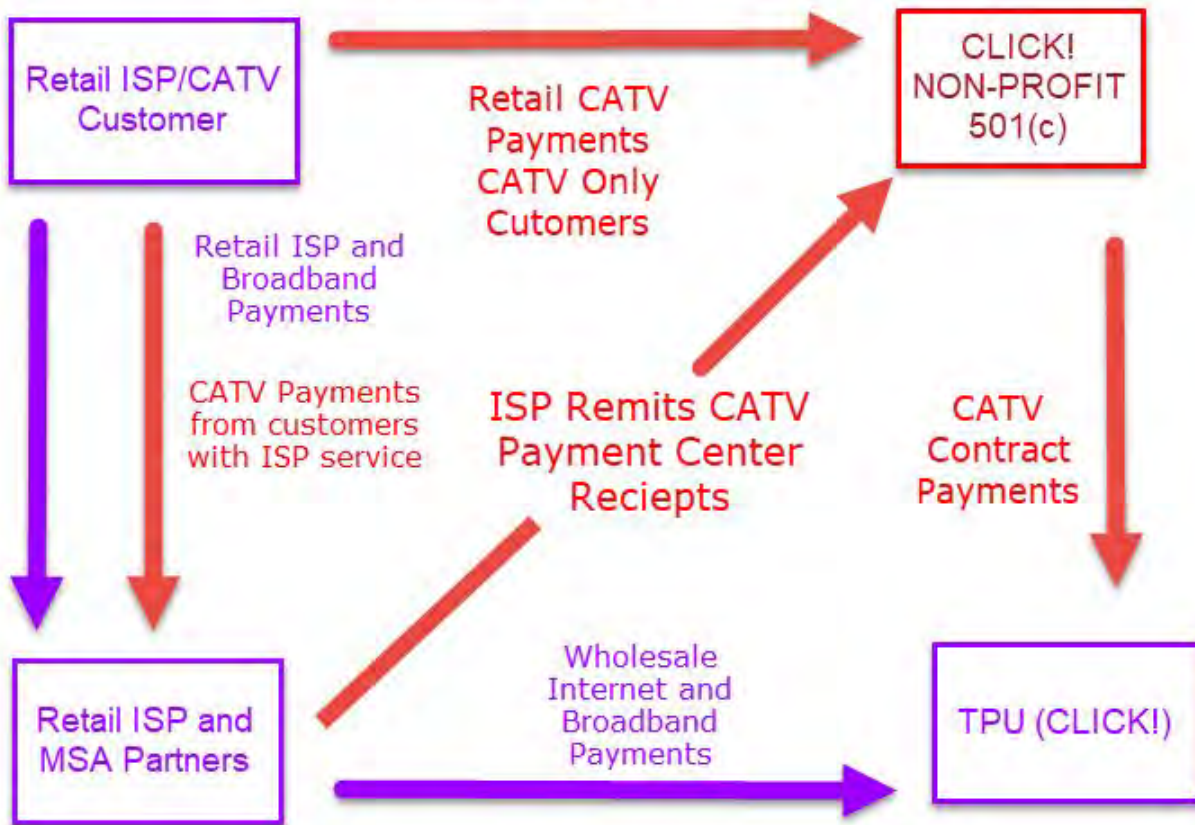 Retail ISP/CATV
Customer
Retail CATV
Payments
CATV Only
Cutomers
CLICK!
NON-PROFIT
501(c)
Retail ISP and
Broadband
Payments
CATV Payments
from customers
with ISP service
ISP Remits CATV
Payment Center
Reciepts
CATV
Contract
Payments
Retail ISP and
MSA Partners
Wholesale
Internet and
Broadband
Payments
TPU (CLICK!)